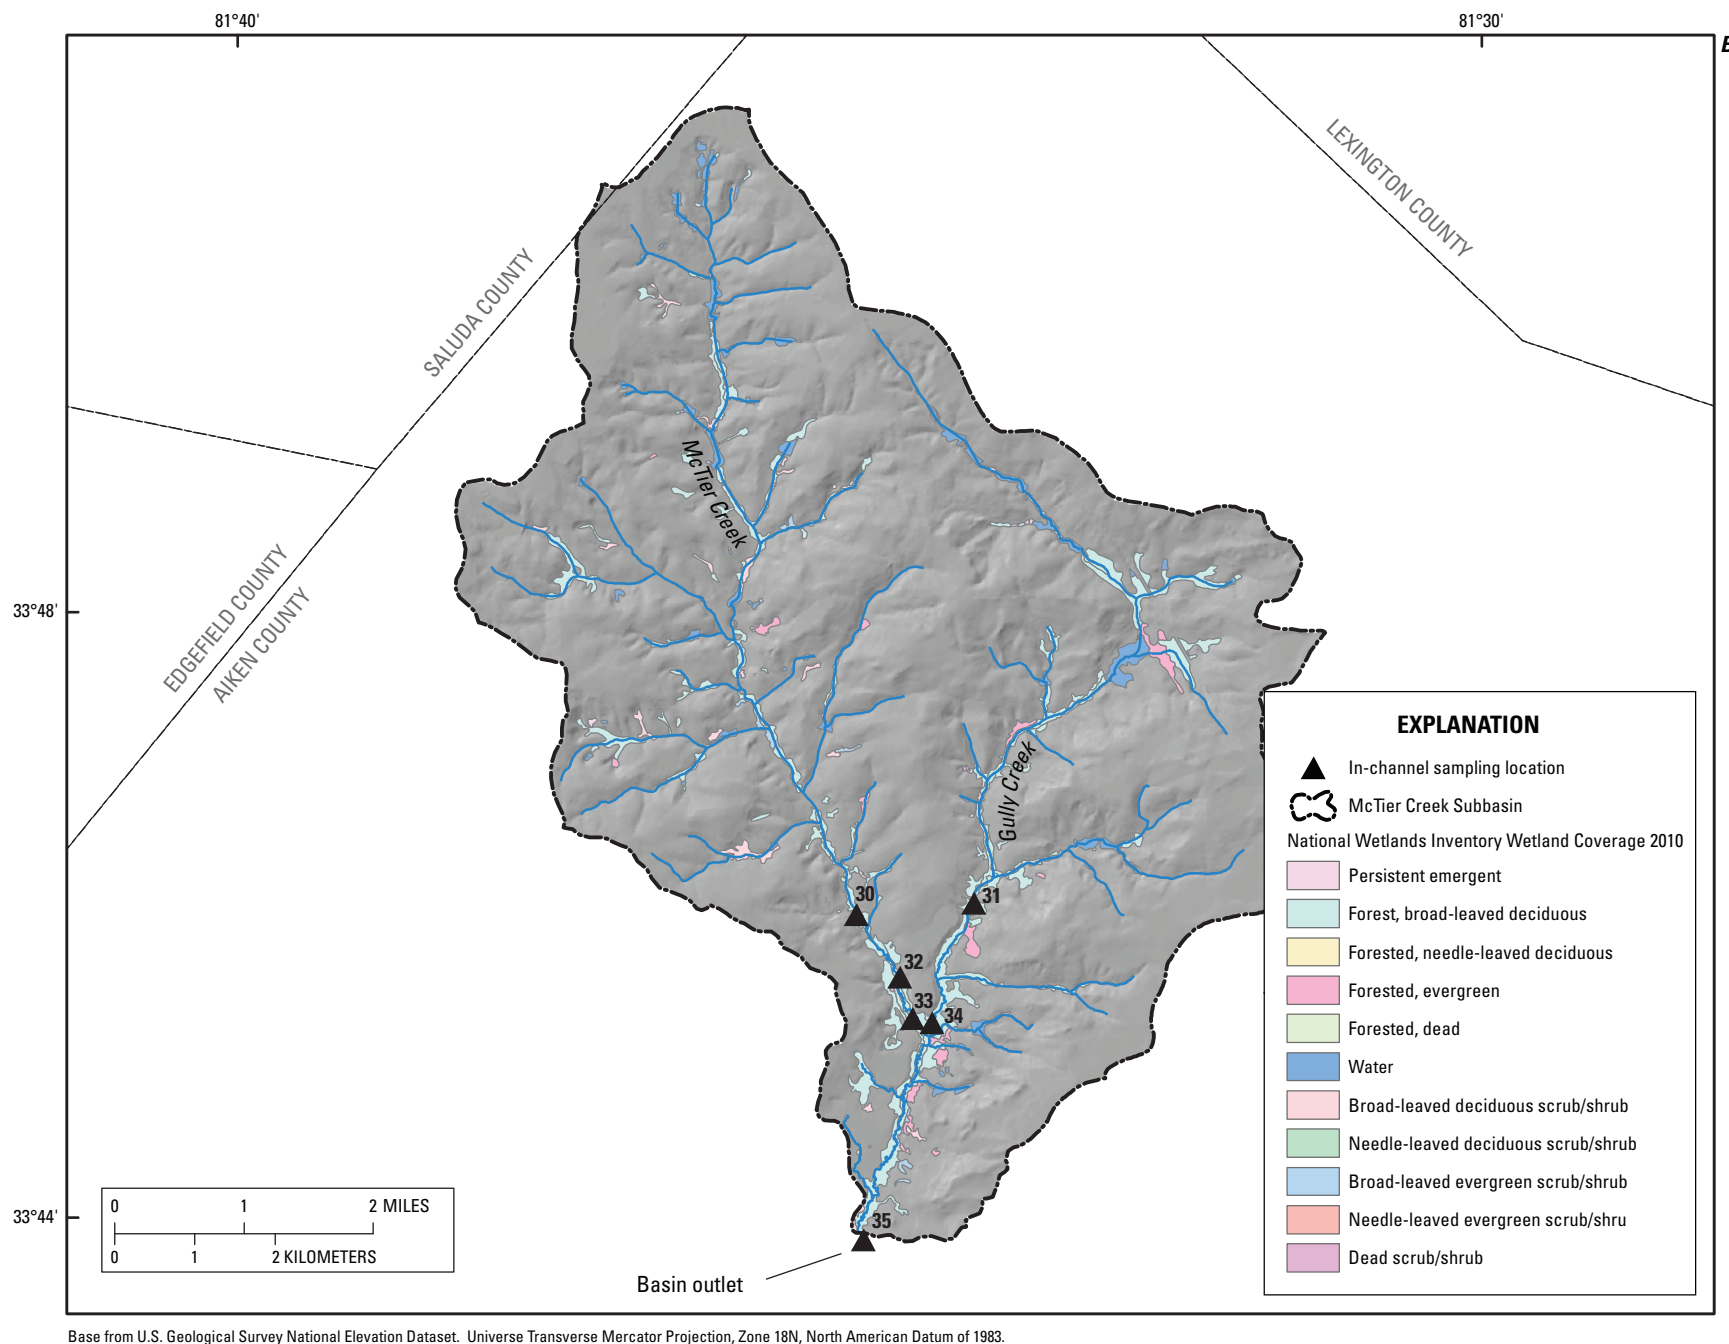 81°40'
81°30'
LEXINGTON COUNTY
SALUDA COUNTY
McTier Creek
EDGEFIELD COUNTY
AIKEN COUNTY
33°48'
Gully Creek
30
31
32
33
34
35
33°44'
Basin outlet
0 1 2 MILES
0 1 2 KILOMETERS
EXPLANATION
In-channel sampling location
McTier Creek Subbasin
National Wetlands Inventory Wetland Coverage 2010
Persistent emergent
Forest, broad-leaved deciduous
Forested, needle-leaved deciduous
Forested, evergreen
Forested, dead
Water
Broad-leaved deciduous scrub/shrub
Needle-leaved deciduous scrub/shrub
Broad-leaved evergreen scrub/shrub
Needle-leaved evergreen scrub/shru
Dead scrub/shrub
Base from U.S. Geological Survey National Elevation Dataset. Universe Transverse Mercator Projection, Zone 18N, North American Datum of 1983.